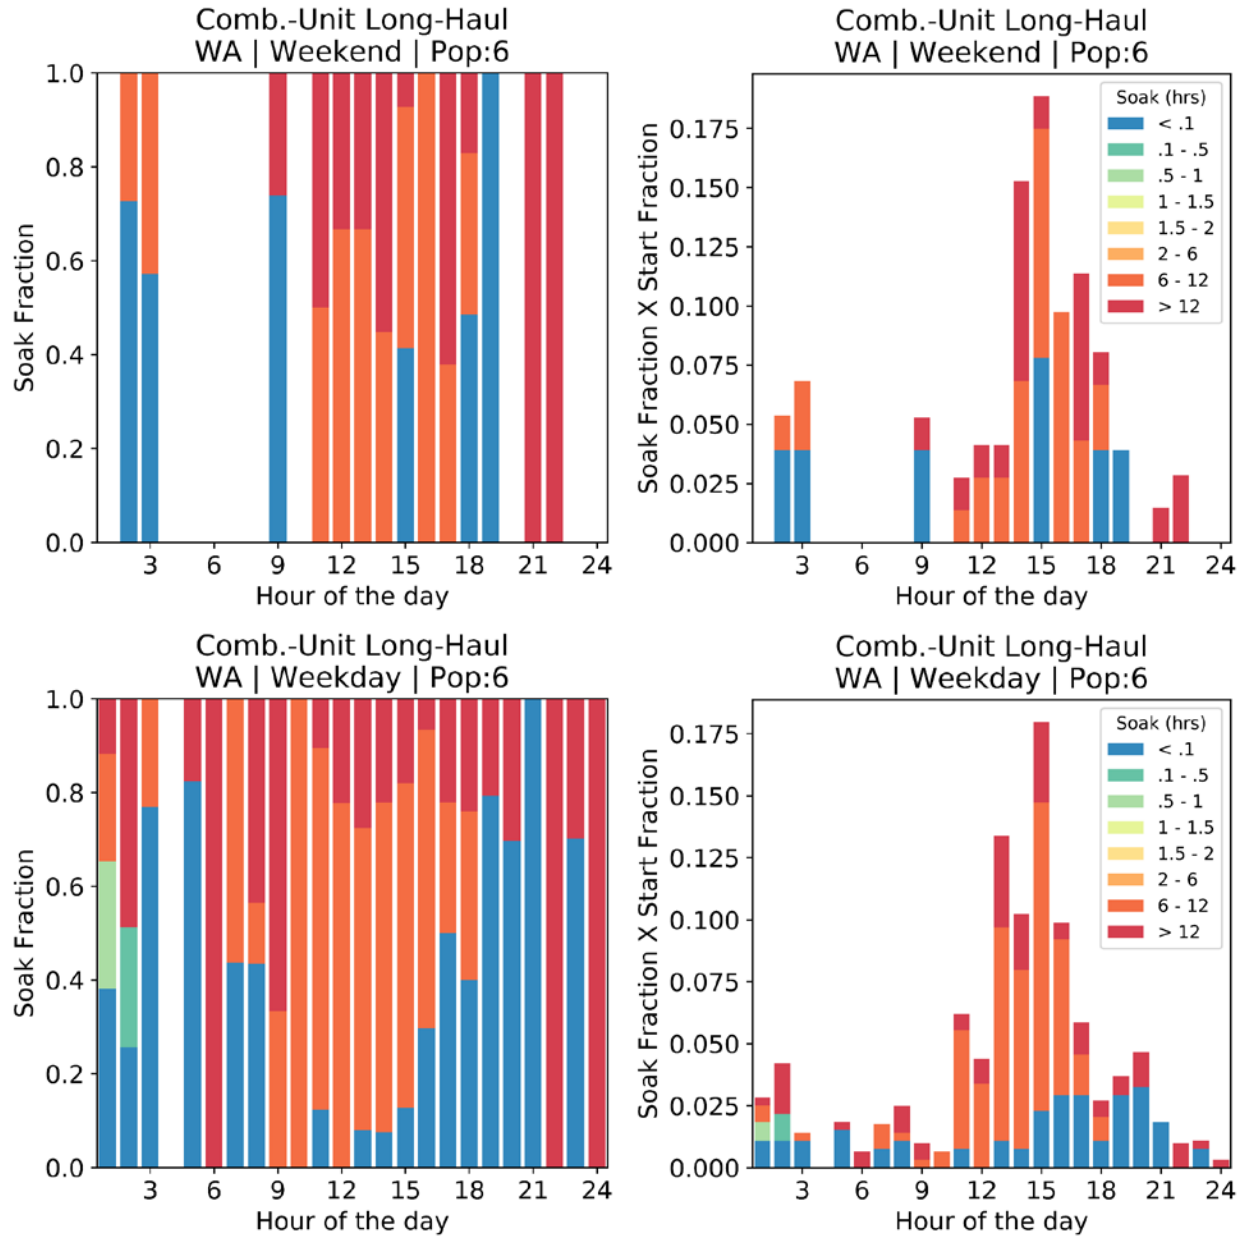 Comb.-Unit Long-Haul
WA | Weekend | Pop:6
Soak Fraction
1.0
0.8
0.6
0.4
0.2
0.0
3 6 9 12 15 18 21 24
Hour of the day
Comb.-Unit Long-Haul
WA | Weekend | Pop:6
Soak Fraction X Start Fraction
0.175
0.150
0.125
0.100
0.075
0.050
0.025
0.000
Soak (hrs)
< .1
.1 - .5
.5 - 1
1 - 1.5
1.5 - 2
2 - 6
6 - 12
> 12
3 6 9 12 15 18 21 24
Hour of the day
Comb.-Unit Long-Haul
WA | Weekday | Pop:6
Soak Fraction
1.0
0.8
0.6
0.4
0.2
0.0
3 6 9 12 15 18 21 24
Hour of the day
Comb.-Unit Long-Haul
WA | Weekday | Pop:6
Soak Fraction X Start Fraction
0.175
0.150
0.125
0.100
0.075
0.050
0.025
0.000
Soak (hrs)
< .1
.1 - .5
.5 - 1
1 - 1.5
1.5 - 2
2 - 6
6 - 12
> 12
3 6 9 12 15 18 21 24
Hour of the day